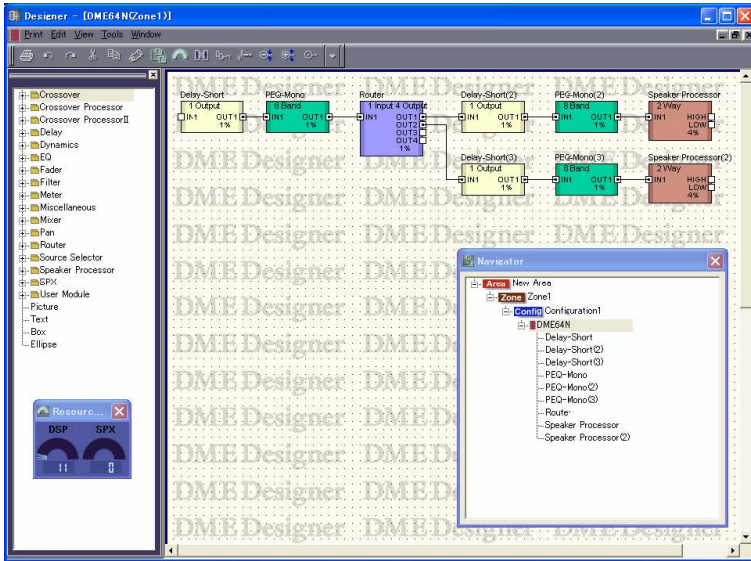 Designer - [DME64N(Zone1)]
Print Edit View Tools Window
Crossover
Crossover Processor
Crossover ProcessorII
Delay
Dynamics
EQ
Fader
Filter
Meter
Miscellaneous
Mixer
Pan
Router
Source Selector
Speaker Processor
SPX
User Module
Picture
Text
Box
Ellipse
Resourc...
DSP SPX
11 0
Delay-Short
1 Output
IN1 OUT1
1%
PEQ-Mono
8 Band
IN1 OUT1
1%
Router
1 Input 4 Output
IN1 OUT1
OUT2
OUT3
OUT4
1%
Delay-Short(2)
1 Output
IN1 OUT1
1%
PEQ-Mono(2)
8 Band
IN1 OUT1
1%
Speaker Processor
2 Way
IN1 HIGH
LOW
4%
Delay-Short(3)
1 Output
IN1 OUT1
1%
PEQ-Mono(3)
8 Band
IN1 OUT1
1%
Speaker Processor(2)
2 Way
IN1 HIGH
LOW
4%
DME Designer DME Designer DME Designer
Navigator
Area New Area
Zone Zone1
Config Configuration1
DME64N
Delay-Short
Delay-Short(2)
Delay-Short(3)
PEQ-Mono
PEQ-Mono(2)
PEQ-Mono(3)
Router
Speaker Processor
Speaker Processor(2)